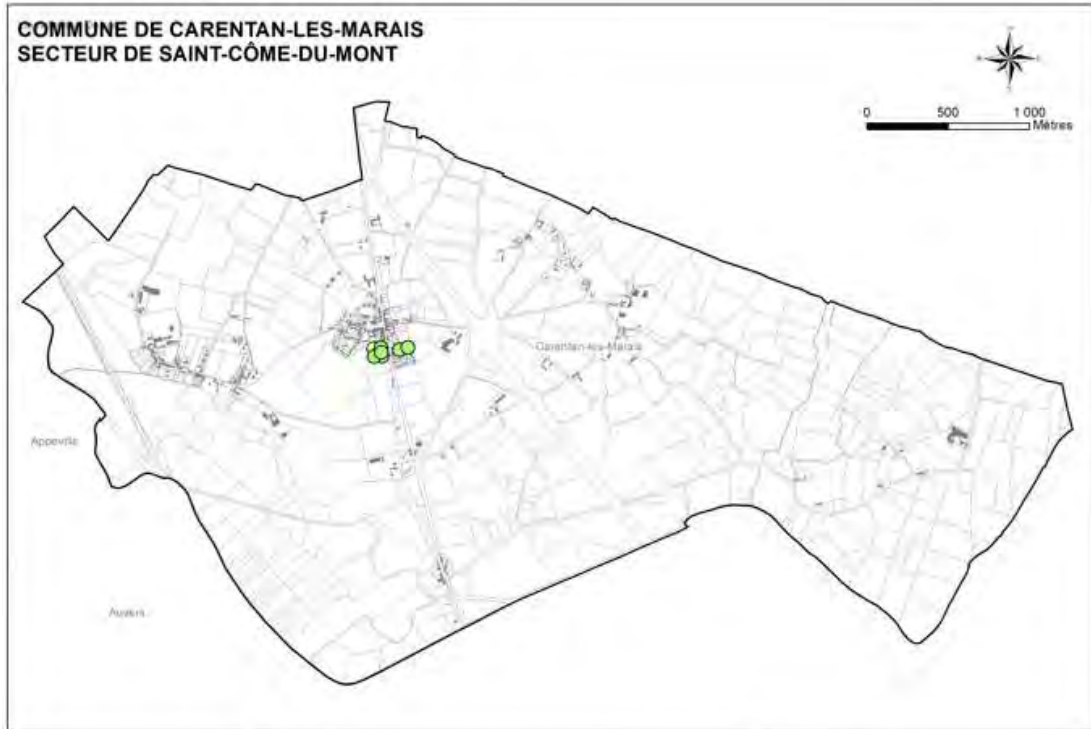 COMMUNE DE CARENTAN-LES-MARAIS
SECTEUR DE SAINT-CÔME-DU-MONT
0 500 1 000
Mètres
Carentan-les-Marais
Appeville
Auvers